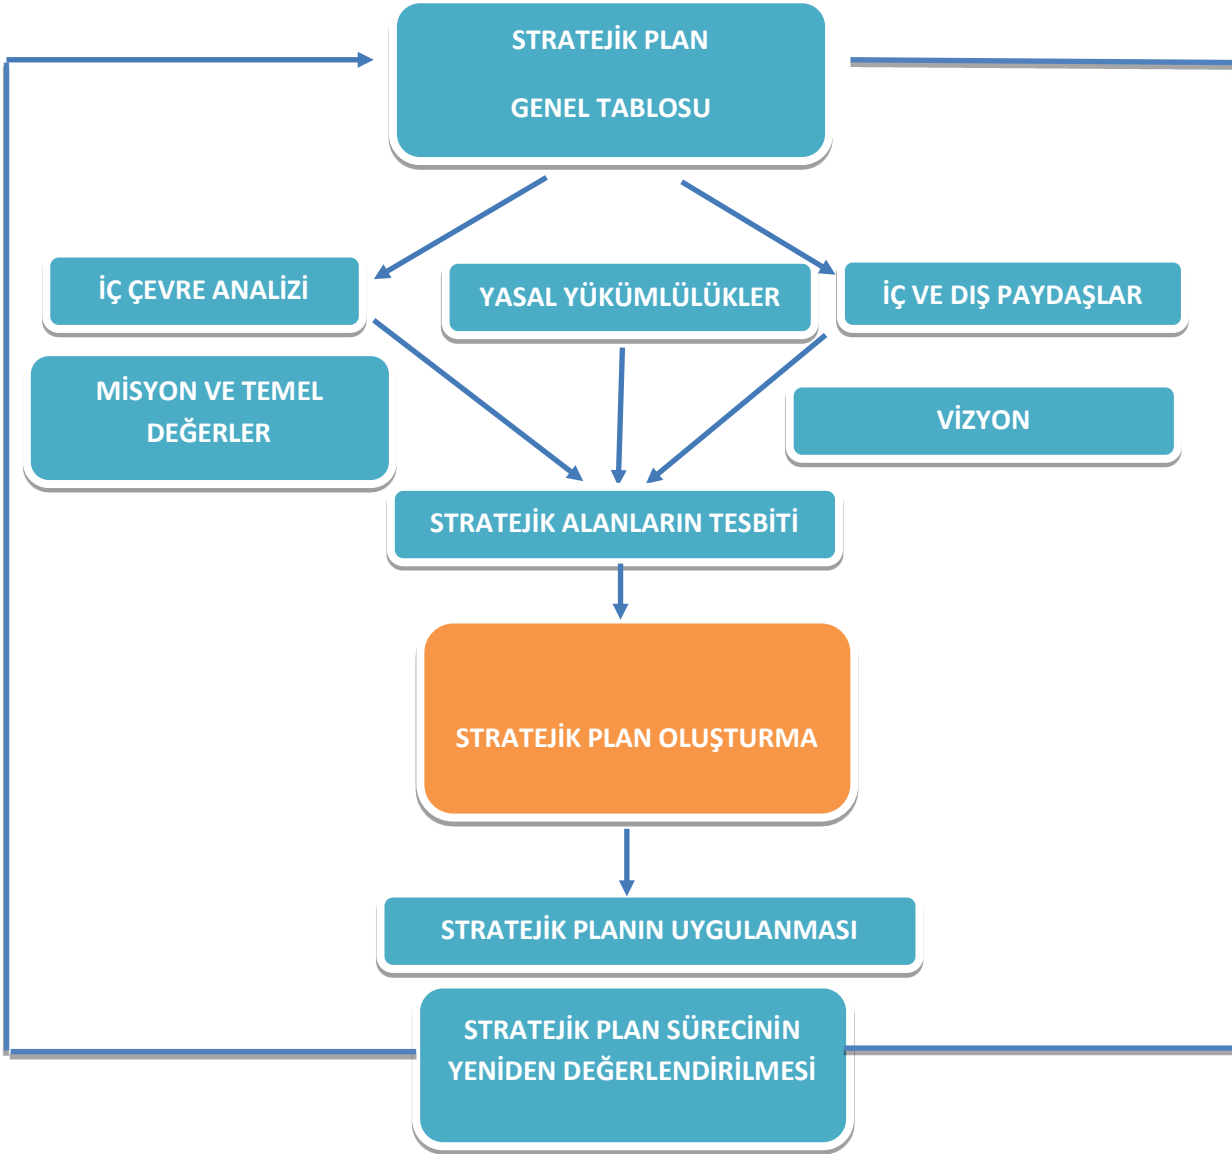 STRATEJİK PLAN
GENEL TABLOSU
İÇ ÇEVRE ANALİZİ
YASAL YÜKÜMLÜLÜKLER
İÇ VE DIŞ PAYDAŞLAR
MİSYON VE TEMEL
DEĞERLER
VİZYON
STRATEJİK ALANLARIN TESBİTİ
STRATEJİK PLAN OLUŞTURMA
STRATEJİK PLANIN UYGULANMASI
STRATEJİK PLAN SÜRECİNİN
YENİDEN DEĞERLENDİRİLMESİ